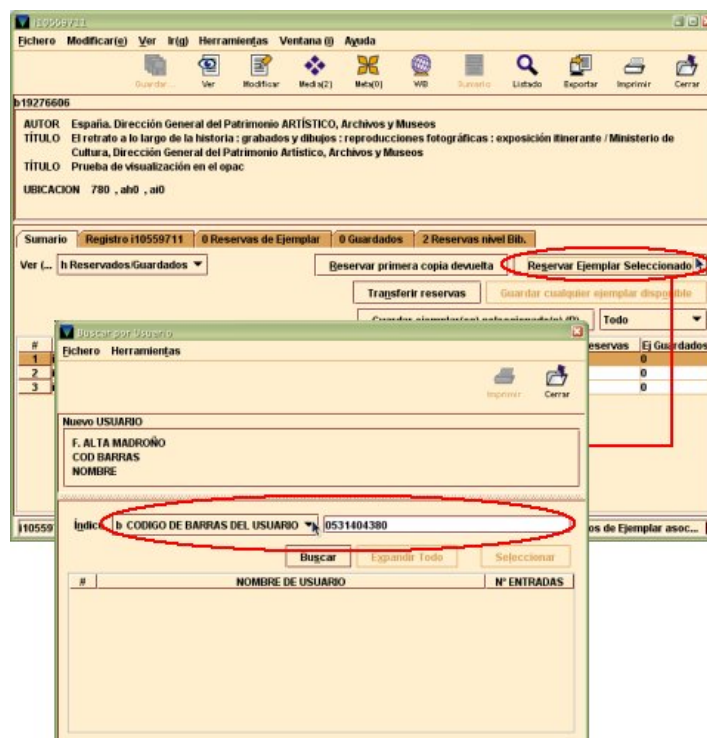 i10559711
Fichero Modificar(e) Ver Ir(g) Herramientas Ventana (i) Ayuda
Guardar... Ver Modificar Media(2) Meta(0) WB Sumario Listado Exportar Imprimir Cerrar
b19276606
AUTOR España. Dirección General del Patrimonio ARTÍSTICO, Archivos y Museos
TÍTULO El retrato a lo largo de la historia : grabados y dibujos : reproducciones fotográficas : exposición itinerante / Ministerio de
Cultura, Dirección General del Patrimonio Artístico, Archivos y Museos
TÍTULO Prueba de visualización en el opac
UBICACION 780 , ah0 , ai0
Sumario Registro i10559711 0 Reservas de Ejemplar 0 Guardados 2 Reservas nivel Bib.
Ver (... h Reservados/Guardados Reservar primera copia devuelta Reservar Ejemplar Seleccionado
Transferir reservas Guardar cualquier ejemplar disponible
Todo
# Ej Guardados
1 0
2 0
3 0
Buscar por Usuario
Fichero Herramientas
Imprimir Cerrar
Nuevo USUARIO
F. ALTA MADROÑO
COD BARRAS
NOMBRE
b CODIGO DE BARRAS DEL USUARIO 0531404380
Buscar Expandir Todo Seleccionar
# NOMBRE DE USUARIO Nº ENTRADAS
de Ejemplar asoc...